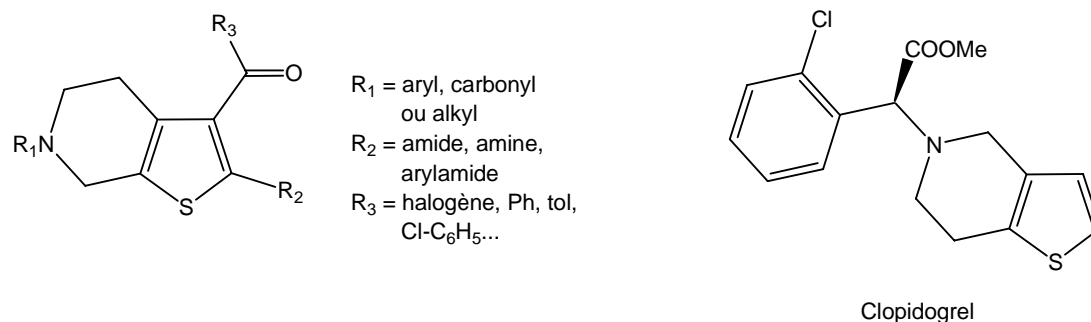 R3
O
R1 N
S
R2
R1 = aryl, carbonyl
ou alkyl
R2 = amide, amine,
arylamide
R3 = halogène, Ph, tol,
Cl-C6H5...
Cl
COOMe
N
S
Clopidogrel